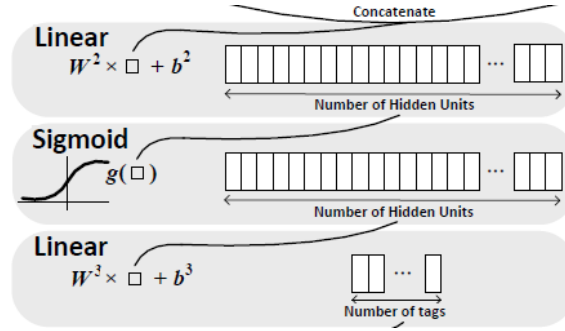 Concatenate
Linear
W² × □ + b²
...
Number of Hidden Units
Sigmoid
g(□)
...
Number of Hidden Units
Linear
W³ × □ + b³
...
Number of tags